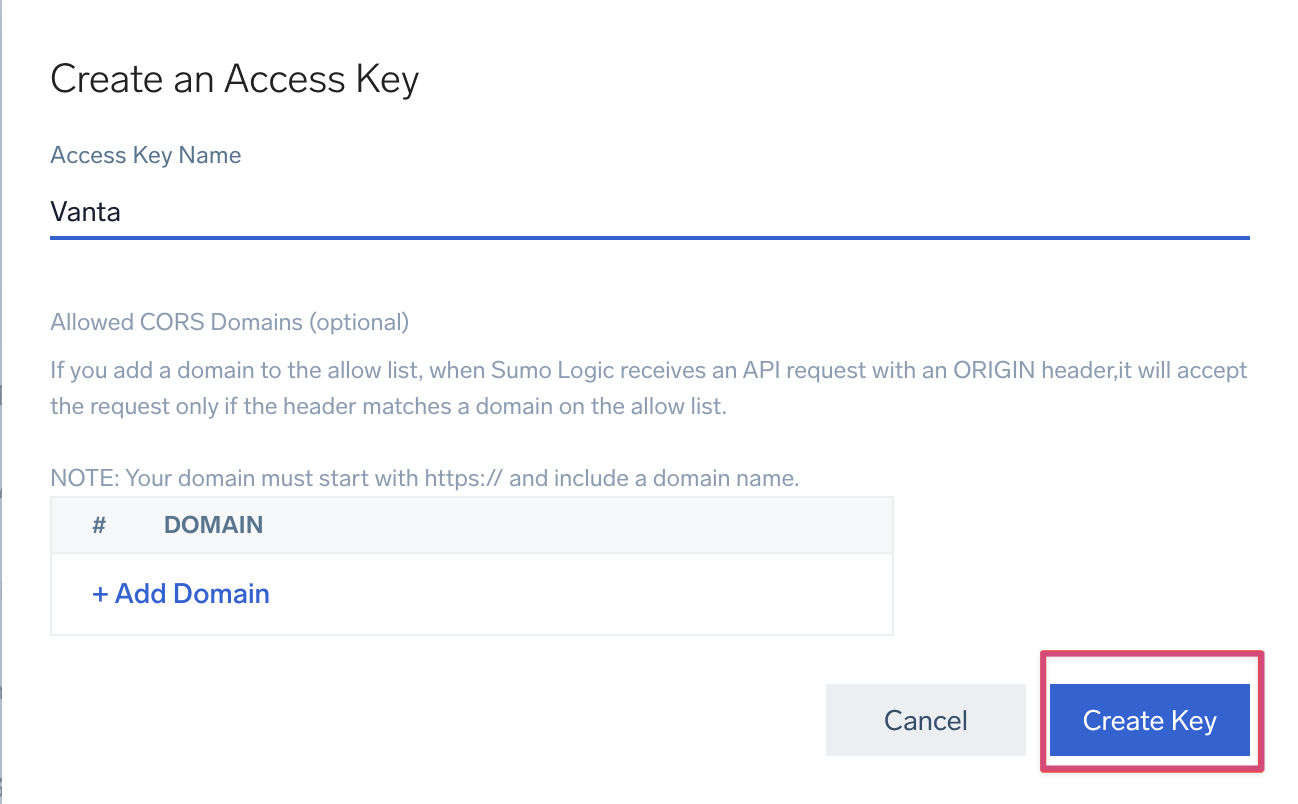 Create an Access Key
Access Key Name
Vanta
Allowed CORS Domains (optional)
If you add a domain to the allow list, when Sumo Logic receives an API request with an ORIGIN header,it will accept
the request only if the header matches a domain on the allow list.
NOTE: Your domain must start with https:// and include a domain name.
# DOMAIN
+ Add Domain
Cancel Create Key